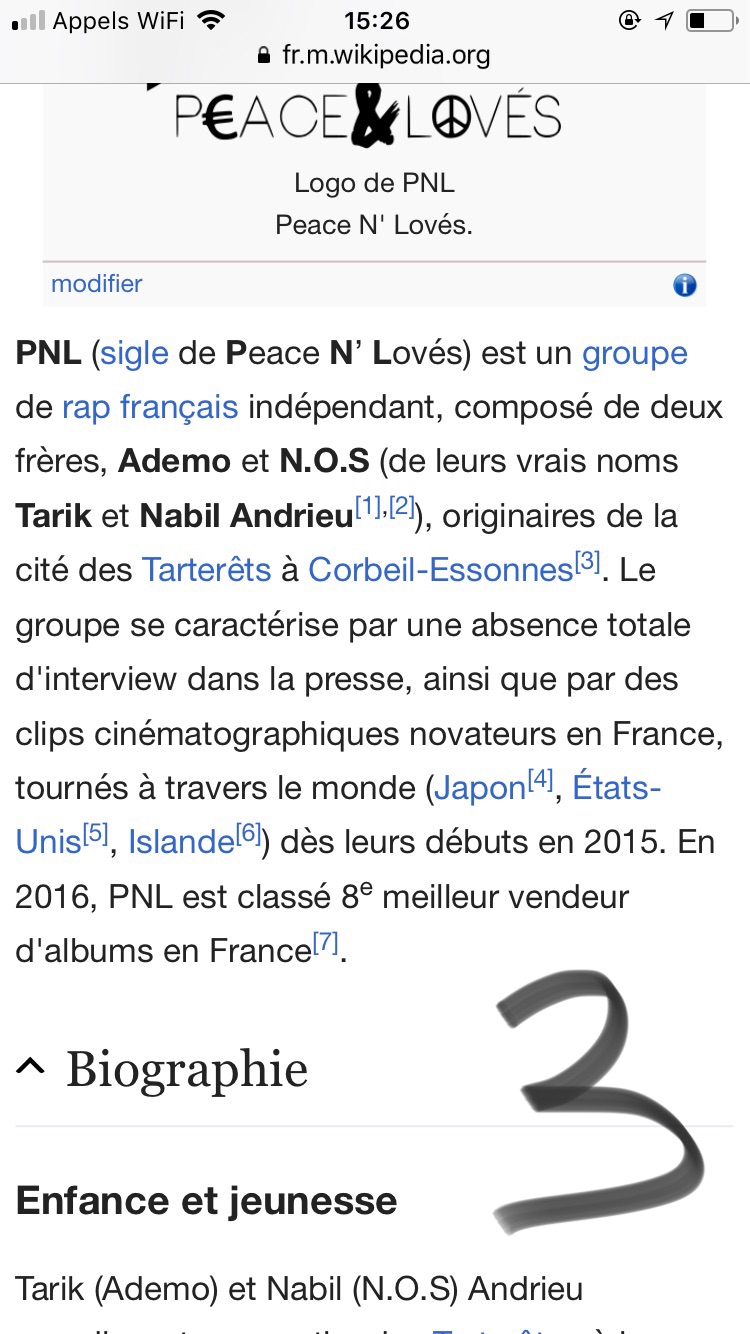 Appels WiFi 15:26
fr.m.wikipedia.org
P€ACE&LOVÉS
Logo de PNL
Peace N' Lovés.
modifier
PNL (sigle de Peace N’ Lovés) est un groupe
de rap français indépendant, composé de deux
frères, Ademo et N.O.S (de leurs vrais noms
Tarik et Nabil Andrieu[1],[2]), originaires de la
cité des Tarterêts à Corbeil-Essonnes[3]. Le
groupe se caractérise par une absence totale
d'interview dans la presse, ainsi que par des
clips cinématographiques novateurs en France,
tournés à travers le monde (Japon[4], États-
Unis[5], Islande[6]) dès leurs débuts en 2015. En
2016, PNL est classé 8e meilleur vendeur
d'albums en France[7].
3
Biographie
Enfance et jeunesse
Tarik (Ademo) et Nabil (N.O.S) Andrieu